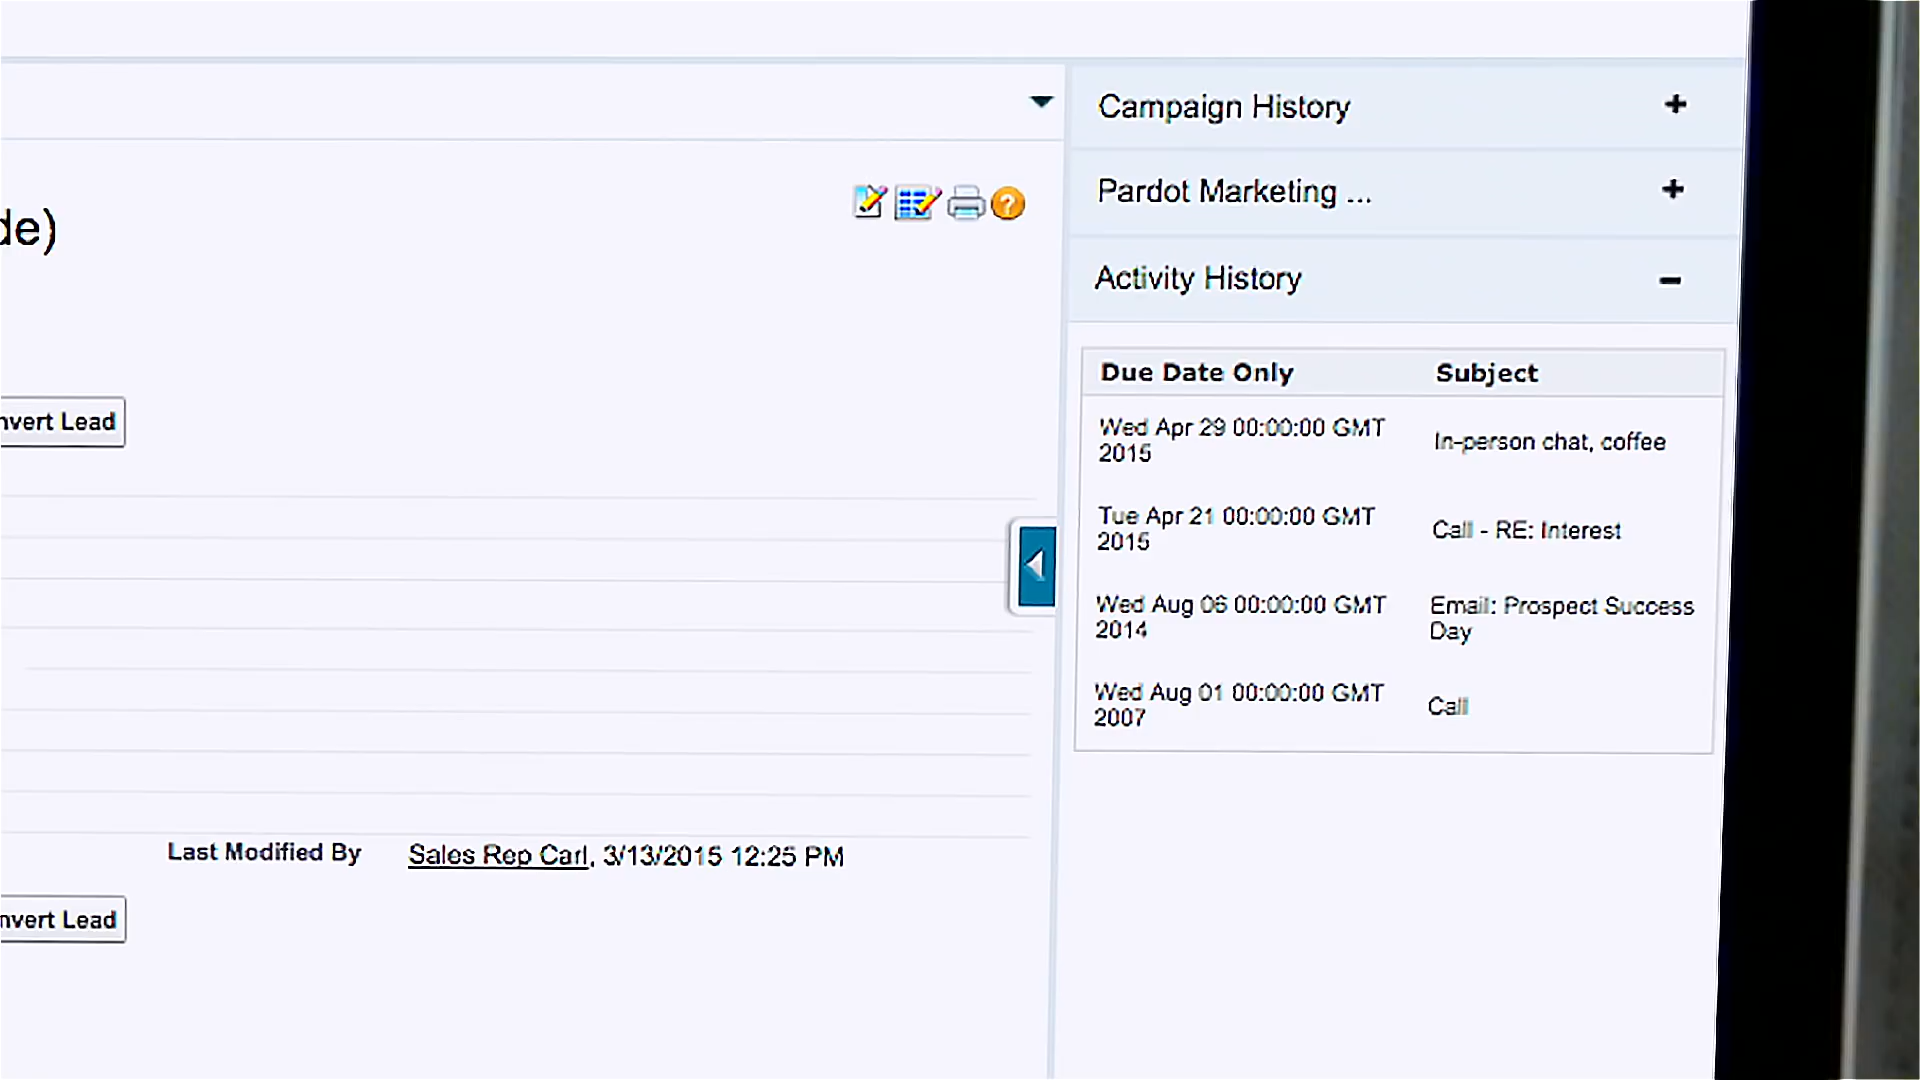 Campaign History
Pardot Marketing ...
de)
Activity History
Due Date Only Subject
Wed Apr 29 00:00:00 GMT
2015
In-person chat, coffee
nvert Lead
Tue Apr 21 00:00:00 GMT
2015
Call - RE: Interest
Wed Aug 06 00:00:00 GMT
2014
Email: Prospect Success
Day
Wed Aug 01 00:00:00 GMT
2007
Call
Last Modified By Sales Rep Carl, 3/13/2015 12:25 PM
nvert Lead